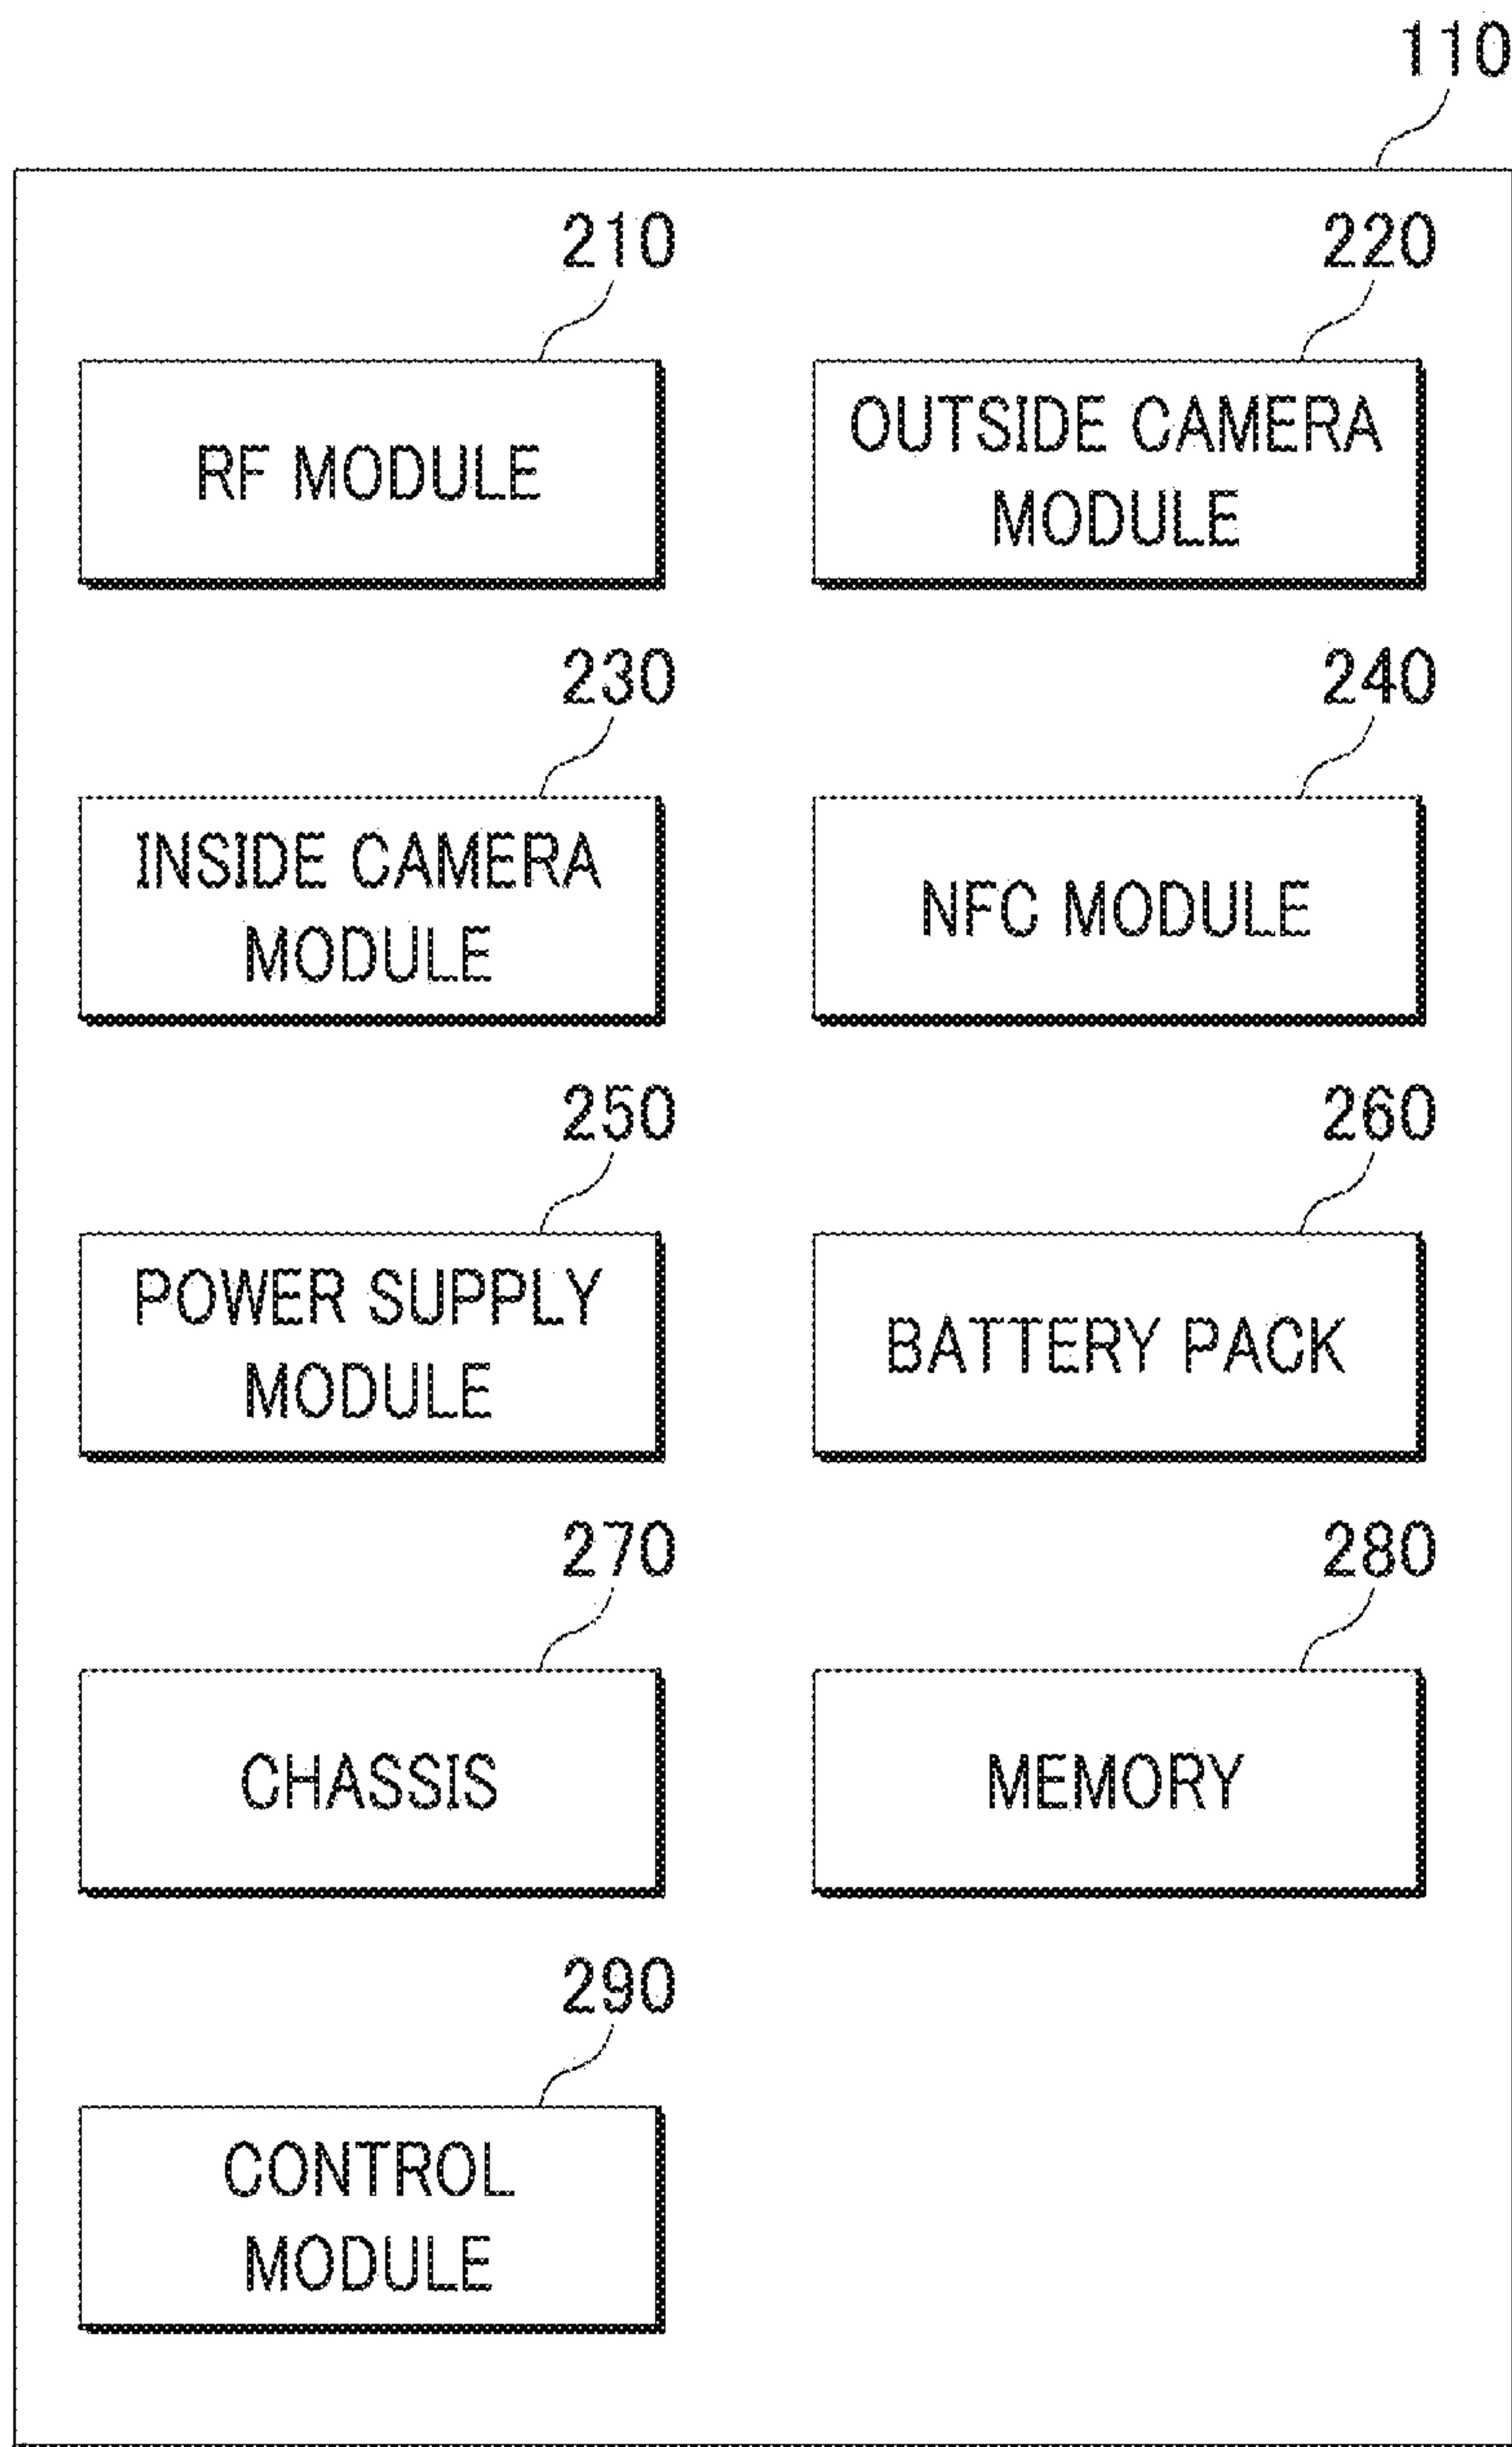 110
210
220
RF MODULE
OUTSIDE CAMERA
MODULE
230
240
INSIDE CAMERA
MODULE
NFC MODULE
250
260
POWER SUPPLY
MODULE
BATTERY PACK
270
280
CHASSIS
MEMORY
290
CONTROL
MODULE